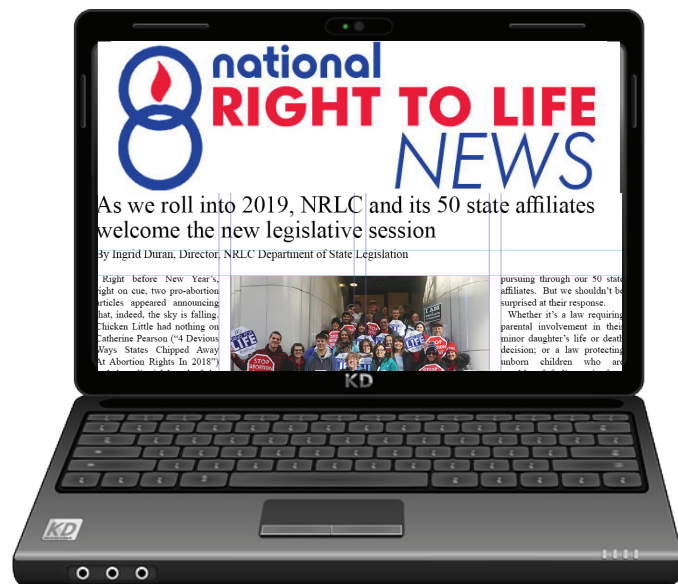 national
RIGHT TO LIFE
NEWS
As we roll into 2019, NRLC and its 50 state affiliates
welcome the new legislative session
By Ingrid Duran, Director, NRLC Department of State Legislation
Right before New Year's,
right on cue, two pro-abortion
articles appeared announcing
that, indeed, the sky is falling.
Chicken Little had nothing on
Catherine Pearson ("4 Devious
Ways States Chipped Away
At Abortion Rights In 2018")
LIFE
STOP
ABORTION
I AM
STOP
pursuing through our 50 state
affiliates. But we shouldn't be
surprised at their response.
Whether it's a law requiring
parental involvement in their
minor daughter's life or death
decision; or a law protecting
unborn children who are
KD
KD